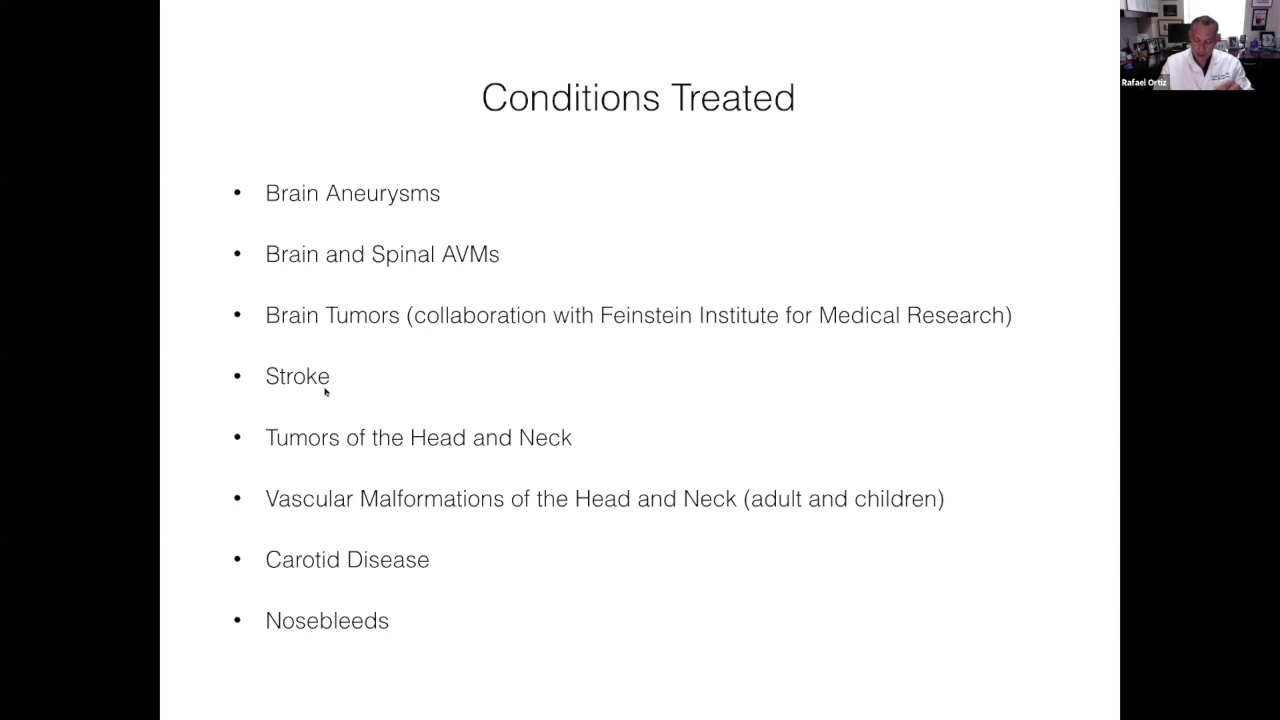 Conditions Treated
Rafael Ortiz
• Brain Aneurysms
• Brain and Spinal AVMs
• Brain Tumors (collaboration with Feinstein Institute for Medical Research)
• Stroke
• Tumors of the Head and Neck
• Vascular Malformations of the Head and Neck (adult and children)
• Carotid Disease
• Nosebleeds